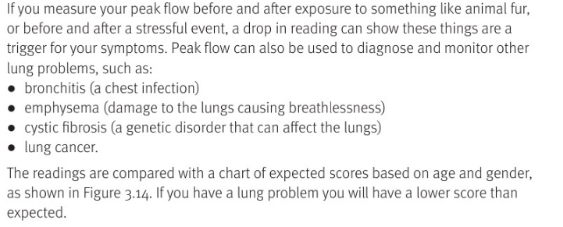 If you measure your peak flow before and after exposure to something like animal fur,
or before and after a stressful event, a drop in reading can show these things are a
trigger for your symptoms. Peak flow can also be used to diagnose and monitor other
lung problems, such as:
● bronchitis (a chest infection)
● emphysema (damage to the lungs causing breathlessness)
● cystic fibrosis (a genetic disorder that can affect the lungs)
● lung cancer.
The readings are compared with a chart of expected scores based on age and gender,
as shown in Figure 3.14. If you have a lung problem you will have a lower score than
expected.